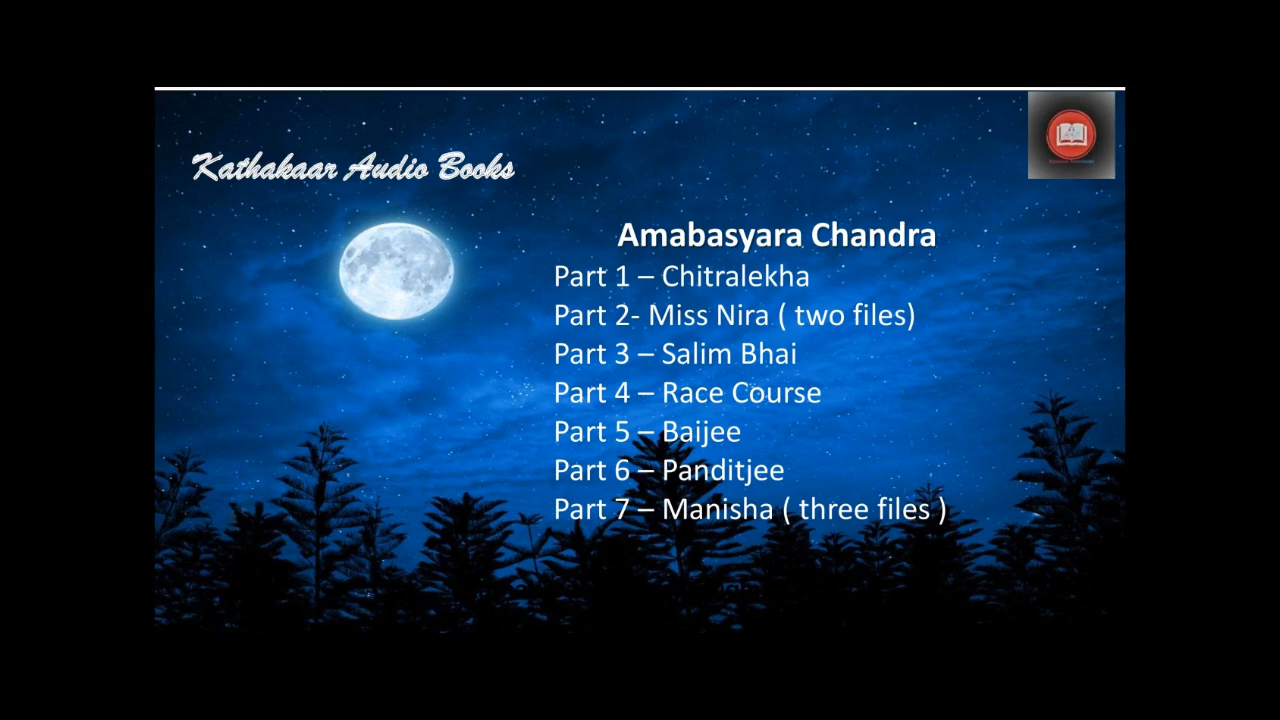 Kathakaar Audio Books
Amabasyara Chandra
Part 1 – Chitralekha
Part 2- Miss Nira ( two files)
Part 3 – Salim Bhai
Part 4 – Race Course
Part 5 – Baijee
Part 6 – Panditjee
Part 7 – Manisha ( three files )